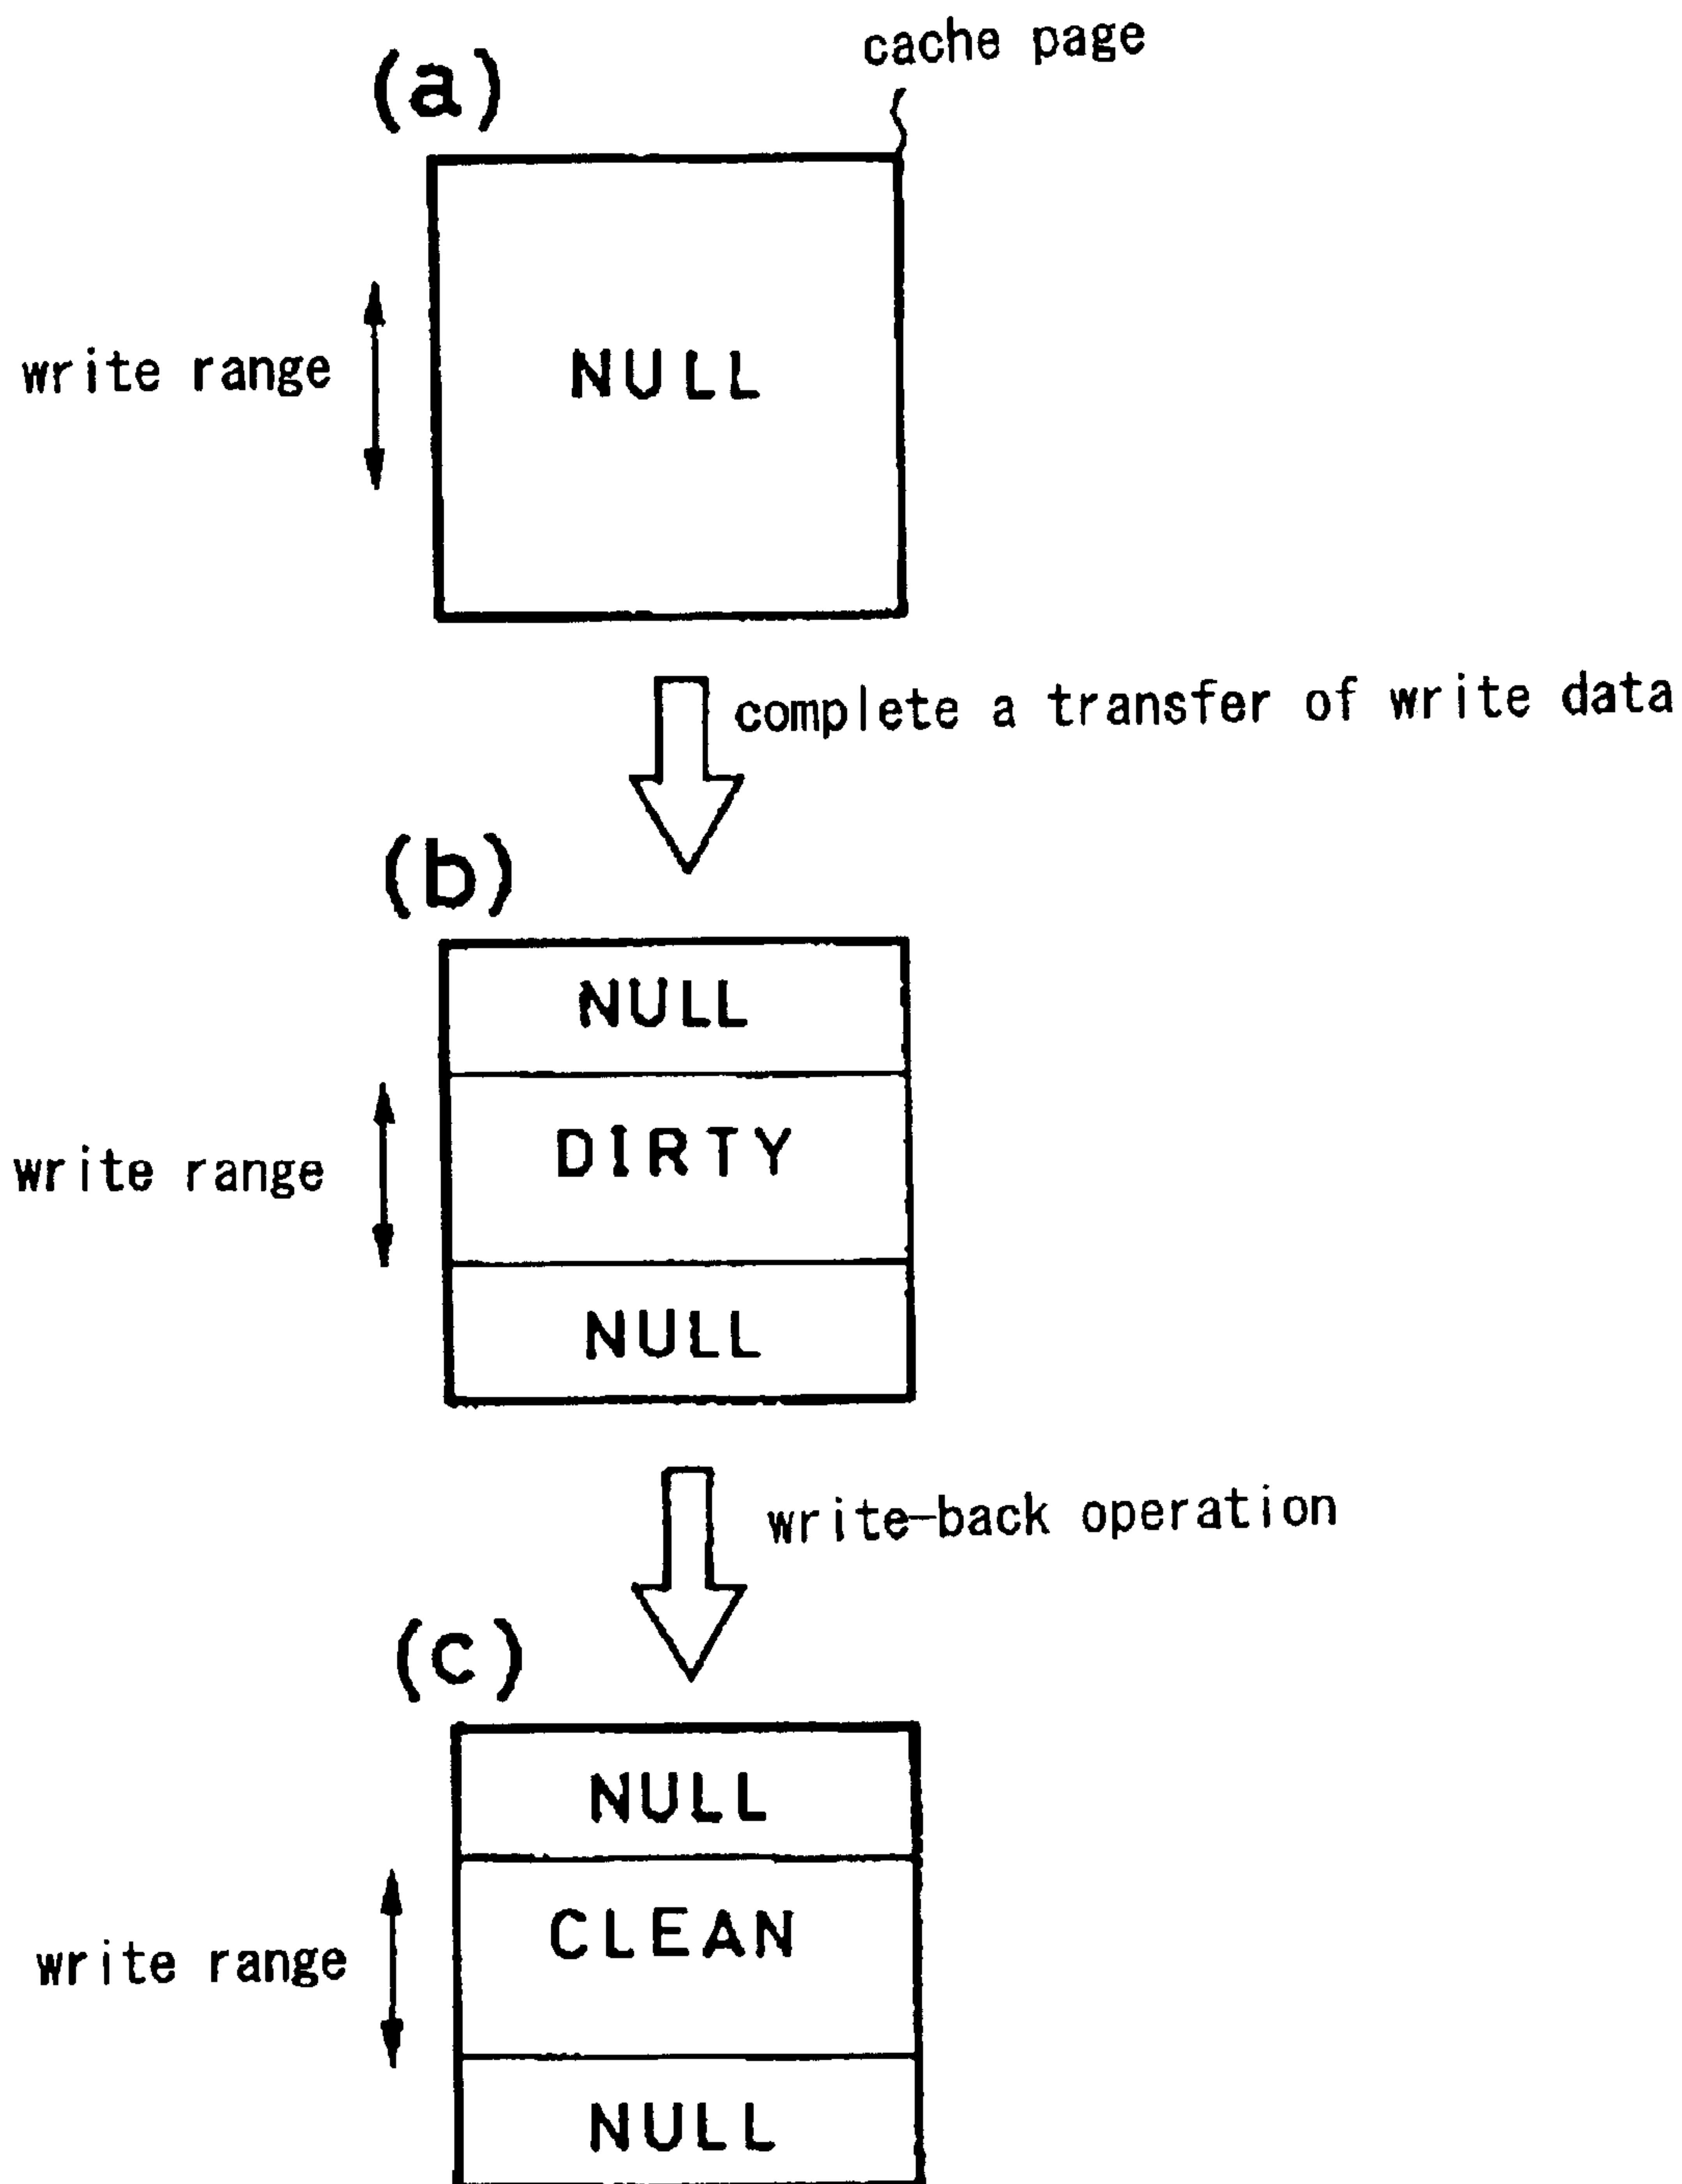 cache page
(a)
write range
NULL
complete a transfer of write data
(b)
NULL
write range
DIRTY
NULL
write-back operation
(c)
NULL
write range
CLEAN
NULL